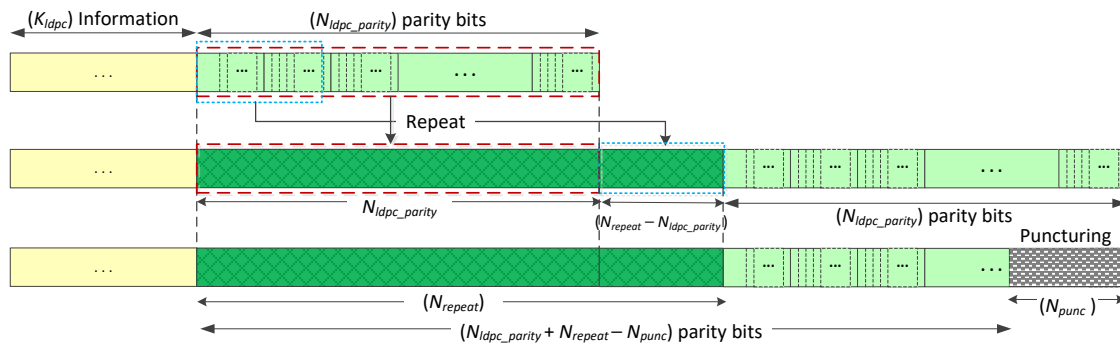 (K_ldpc) Information
(N_ldpc_parity) parity bits
... ... ... ... ... ...
Repeat
... ... ... ... ... ...
N_ldpc_parity
(N_repeat – N_ldpc_parity)
(N_ldpc_parity) parity bits
Puncturing
... ... ... ... ...
(N_repeat)
(N_punc )
(N_ldpc_parity + N_repeat – N_punc) parity bits